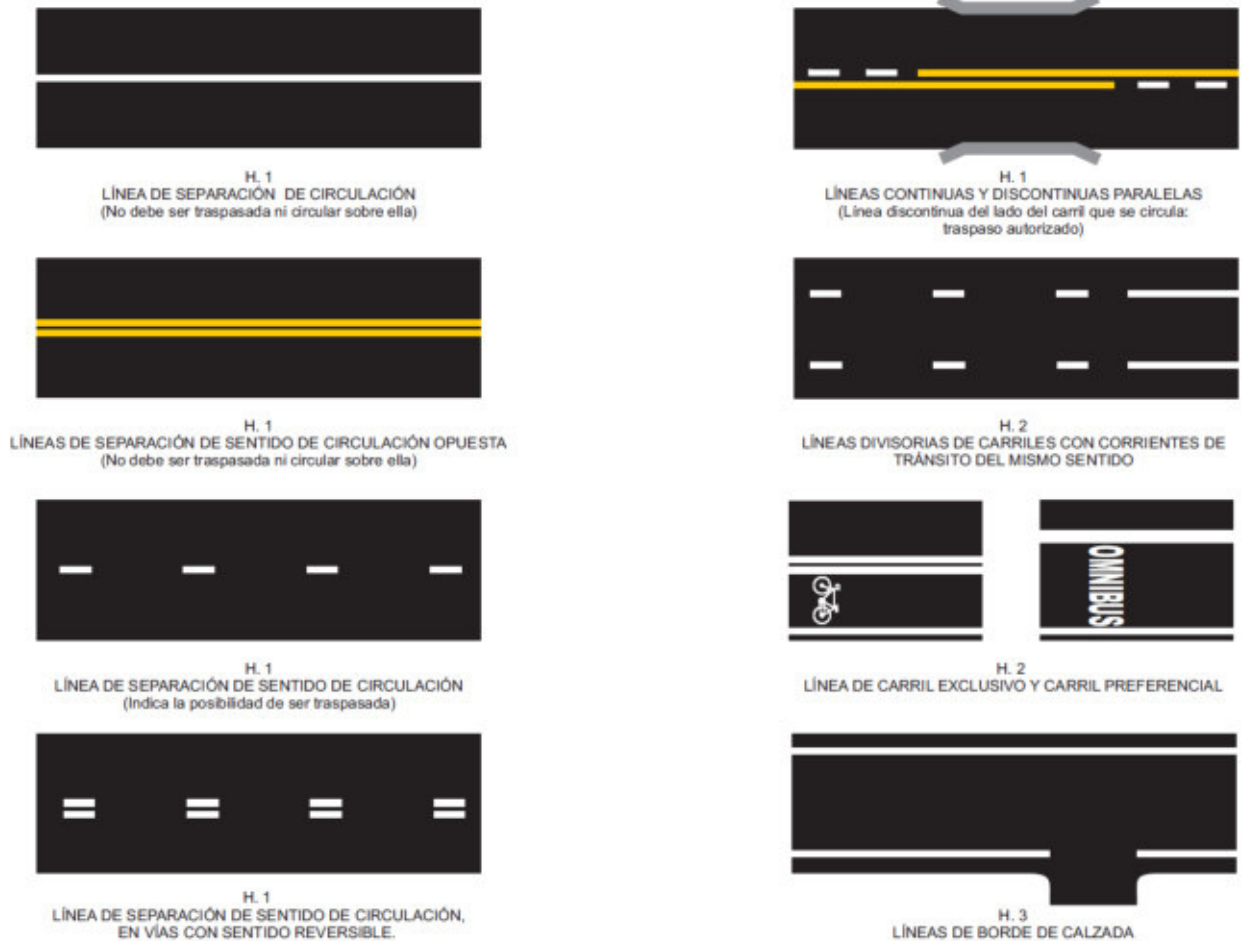 H. 1
LÍNEA DE SEPARACIÓN DE CIRCULACIÓN
(No debe ser traspasada ni circular sobre ella)
H. 1
LÍNEAS CONTINUAS Y DISCONTINUAS PARALELAS
(Línea discontinua del lado del carril que se circula:
traspaso autorizado)
H. 1
LÍNEAS DE SEPARACIÓN DE SENTIDO DE CIRCULACIÓN OPUESTA
(No debe ser traspasada ni circular sobre ella)
H. 2
LÍNEAS DIVISORIAS DE CARRILES CON CORRIENTES DE
TRÁNSITO DEL MISMO SENTIDO
H. 1
LÍNEA DE SEPARACIÓN DE SENTIDO DE CIRCULACIÓN
(Indica la posibilidad de ser traspasada)
OMNIBUS
H. 2
LÍNEA DE CARRIL EXCLUSIVO Y CARRIL PREFERENCIAL
H. 1
LÍNEA DE SEPARACIÓN DE SENTIDO DE CIRCULACIÓN,
EN VÍAS CON SENTIDO REVERSIBLE.
H. 3
LÍNEAS DE BORDE DE CALZADA